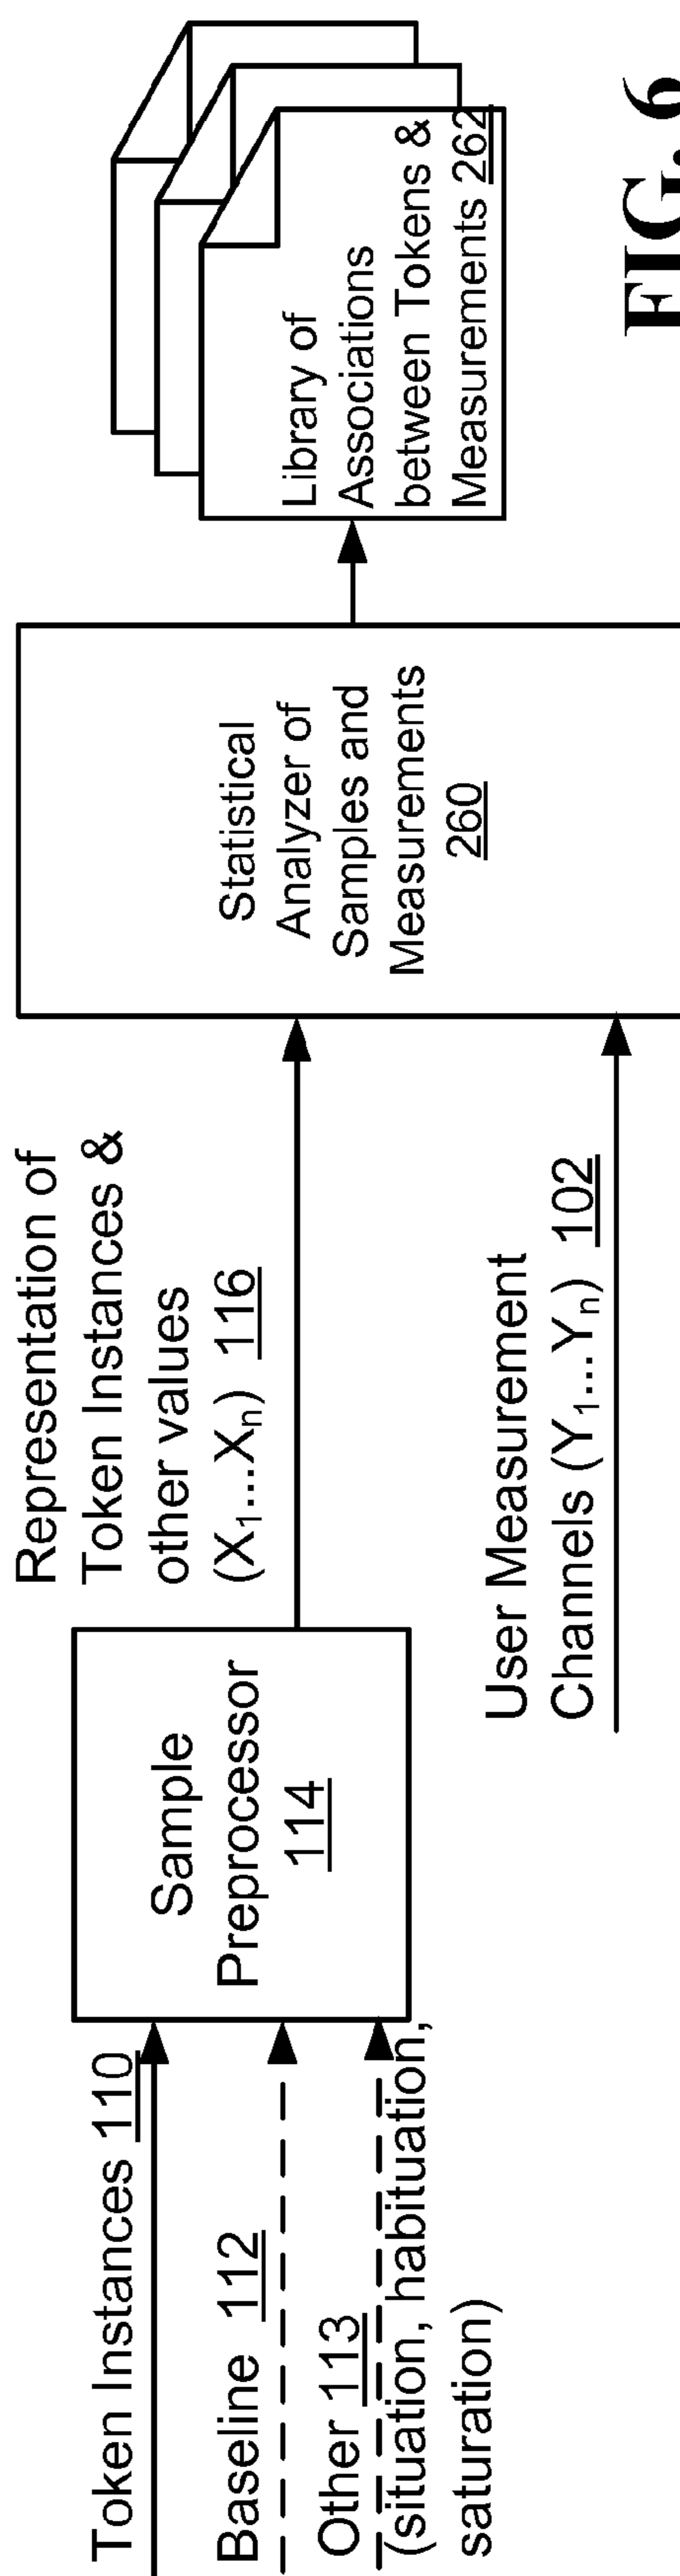 Token Instances 110
Baseline 112
Other 113
(situation, habituation,
saturation)
Sample
Preprocessor
114
Representation of
Token Instances &
other values
(X₁...Xₙ) 116
User Measurement
Channels (Y₁... Yₙ) 102
Statistical
Analyzer of
Samples and
Measurements
260
Library of
Associations
between Tokens &
Measurements 262
FIG. 6